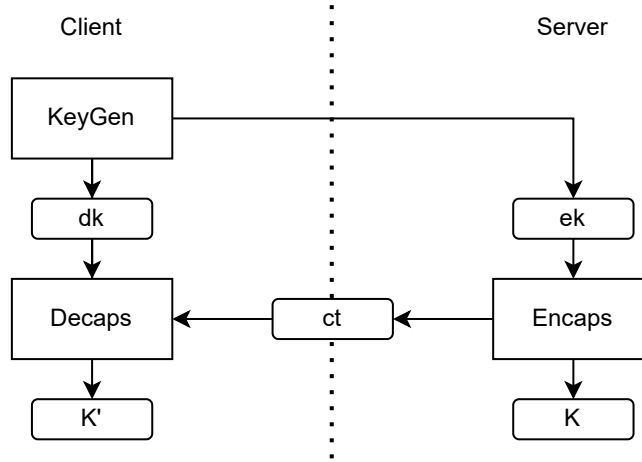 Client
Server
KeyGen
dk
ek
Decaps
ct
Encaps
K'
K